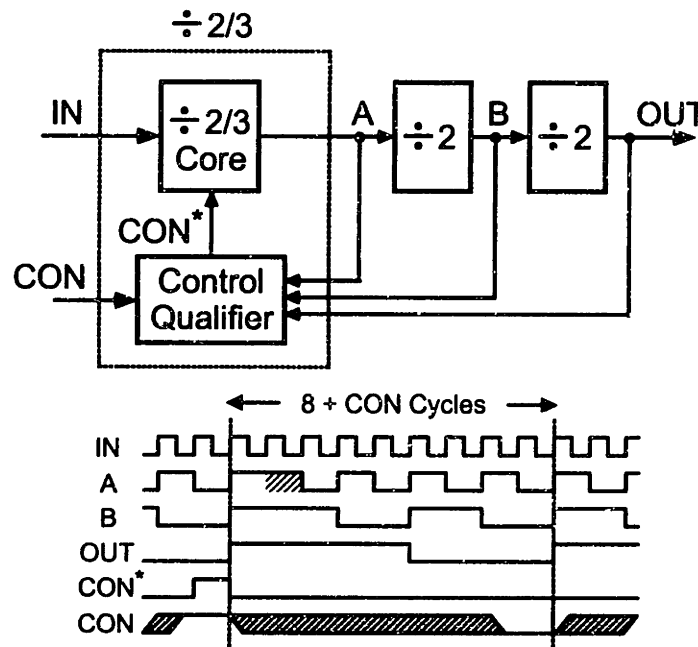 ÷ 2/3
IN
÷ 2/3
Core
A
÷ 2
B
÷ 2
OUT
CON*
CON
Control
Qualifier
8 + CON Cycles
IN
A
B
OUT
CON*
CON